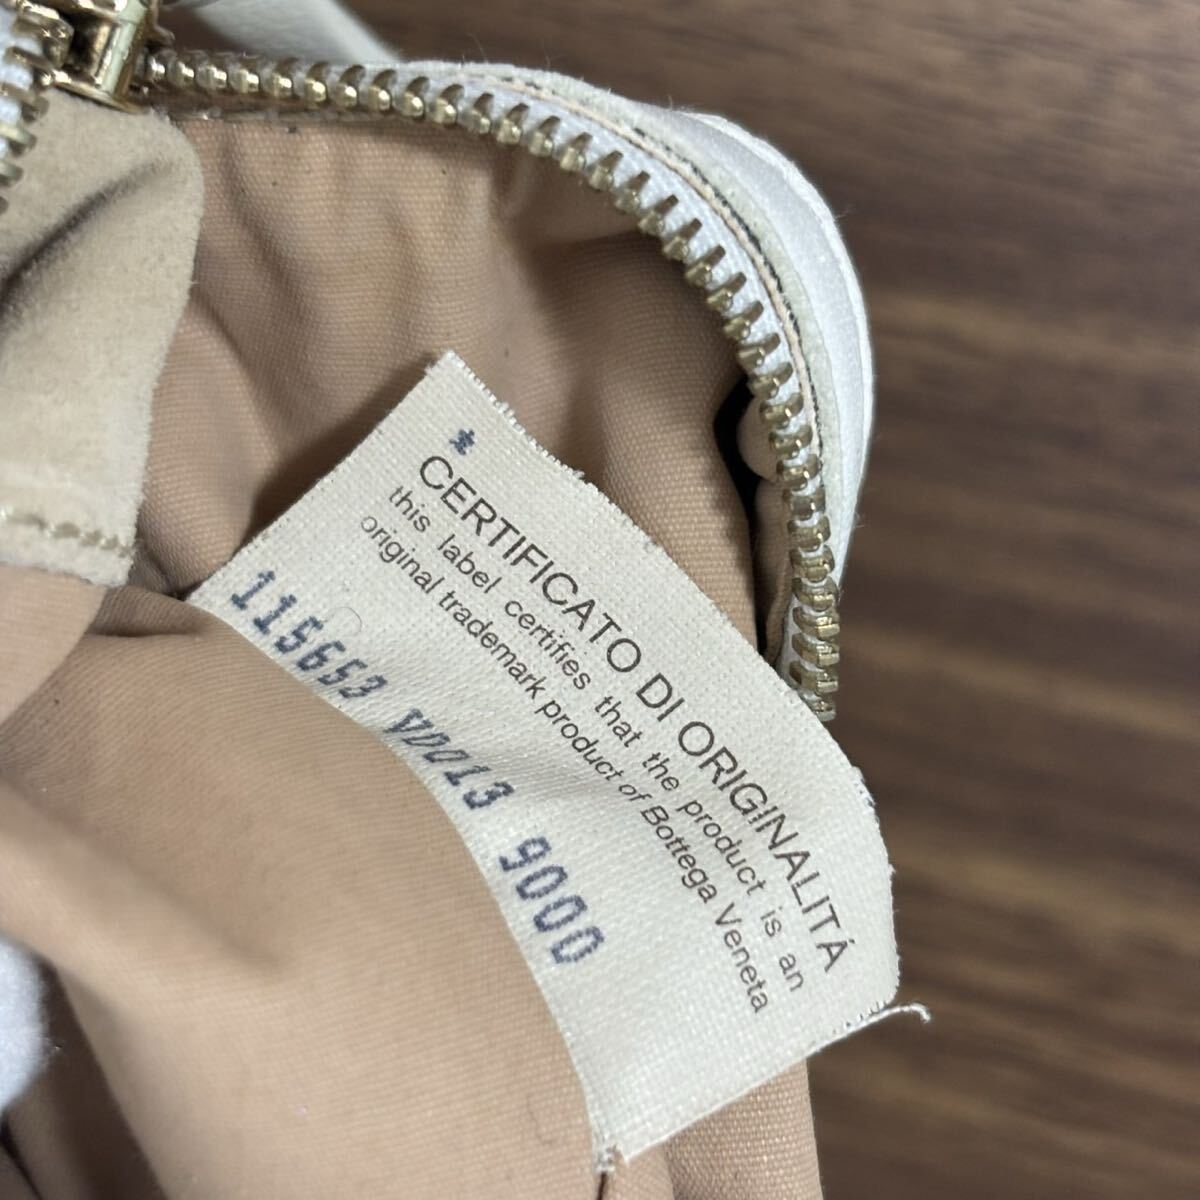 CERTIFICATO DI ORIGINALITÁ
this label certifies that the product is an
original trademark product of Bottega Veneta
115653 V0013 9000